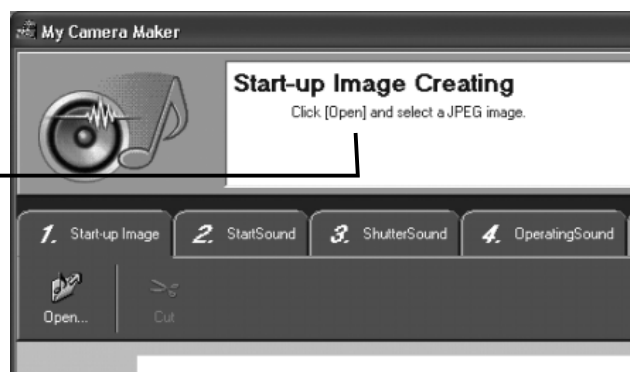 My Camera Maker
Start-up Image Creating
Click [Open] and select a JPEG image.
1. Start-up Image 2. StartSound 3. ShutterSound 4. OperatingSound
Open... Cut